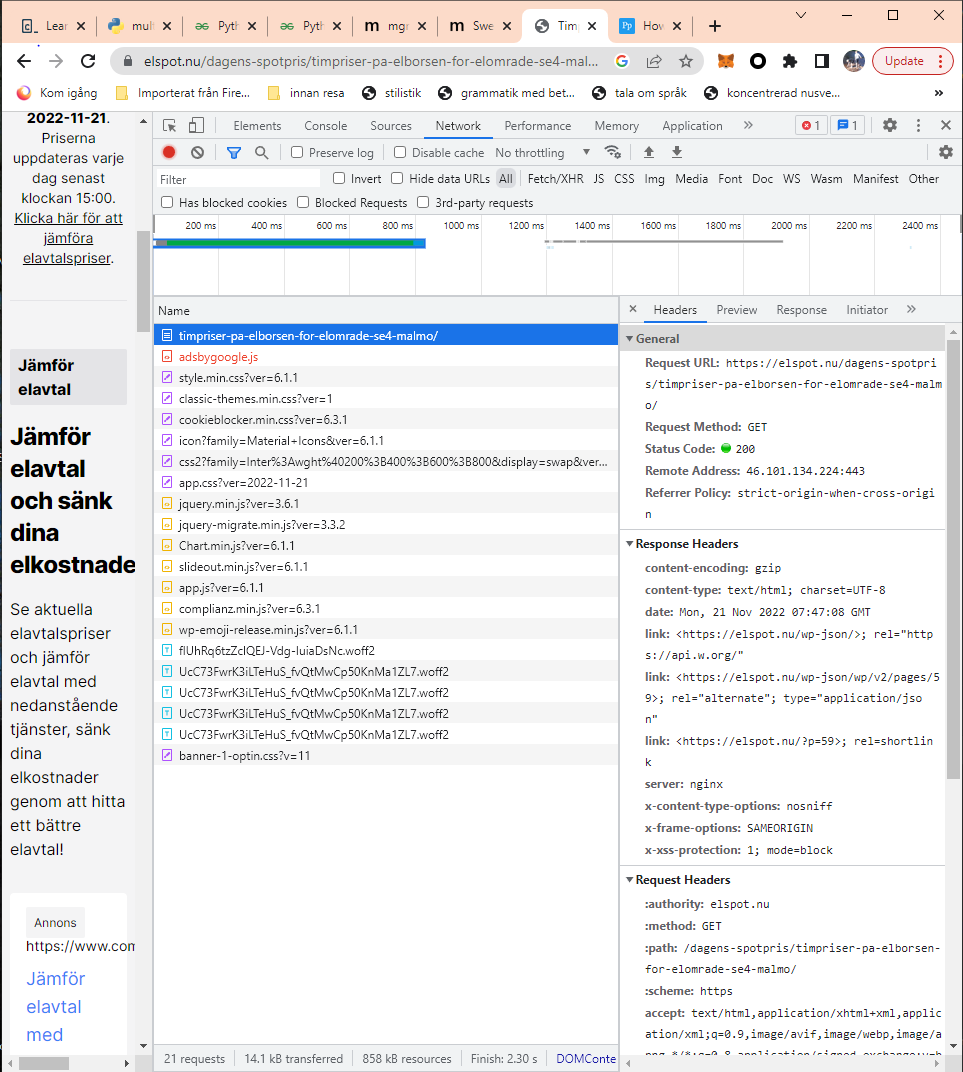 Lear
mult
Pyth
Pyth
mgr
Swe
Timp
How
elspot.nu/dagens-spotpris/timpriser-pa-elborsen-for-elomrade-se4-mal...
Update
Kom igång
Importerat från Fire...
innan resa
stilistik
grammatik med bet...
tala om språk
koncentrerad nusve...
»
2022-11-21.
Priserna
uppdateras varje
dag senast
klockan 15:00.
Klicka här för att
jämföra
elavtalspriser.
Jämför
elavtal
Jämför
elavtal
och sänk
dina
elkostnade
Se aktuella
elavtalspriser
och jämför
elavtal med
nedanstående
tjänster, sänk
dina
elkostnader
genom att hitta
ett bättre
elavtal!
Annons
https://www.com
Jämför
elavtal
med
Elements Console Sources Network Performance Memory Application » 1 1
Preserve log Disable cache No throttling
Filter Invert Hide data URLs All Fetch/XHR JS CSS Img Media Font Doc WS Wasm Manifest Other
Has blocked cookies Blocked Requests 3rd-party requests
200 ms 400 ms 600 ms 800 ms 1000 ms 1200 ms 1400 ms 1600 ms 1800 ms 2000 ms 2200 ms 2400 ms
Name
timpriser-pa-elborsen-for-elomrade-se4-malmo/
adsbygoogle.js
style.min.css?ver=6.1.1
classic-themes.min.css?ver=1
cookieblocker.min.css?ver=6.3.1
icon?family=Material+Icons&ver=6.1.1
css2?family=Inter%3Awght%40200%3B400%3B600%3B800&display=swap&ver...
app.css?ver=2022-11-21
jquery.min.js?ver=3.6.1
jquery-migrate.min.js?ver=3.3.2
Chart.min.js?ver=6.1.1
slideout.min.js?ver=6.1.1
app.js?ver=6.1.1
complianz.min.js?ver=6.3.1
wp-emoji-release.min.js?ver=6.1.1
flUhRq6tzZclQEJ-Vdg-IuiaDsNc.woff2
UcC73FwrK3iLTeHuS_fvQtMwCp50KnMa1ZL7.woff2
UcC73FwrK3iLTeHuS_fvQtMwCp50KnMa1ZL7.woff2
UcC73FwrK3iLTeHuS_fvQtMwCp50KnMa1ZL7.woff2
UcC73FwrK3iLTeHuS_fvQtMwCp50KnMa1ZL7.woff2
banner-1-optin.css?v=11
21 requests 14.1 kB transferred 858 kB resources Finish: 2.30 s DOMConte
Headers Preview Response Initiator »
General
Request URL: https://elspot.nu/dagens-spotpri
s/timpriser-pa-elborsen-for-elomrade-se4-malm
o/
Request Method: GET
Status Code: 200
Remote Address: 46.101.134.224:443
Referrer Policy: strict-origin-when-cross-origi
n
Response Headers
content-encoding: gzip
content-type: text/html; charset=UTF-8
date: Mon, 21 Nov 2022 07:47:08 GMT
link: <https://elspot.nu/wp-json/>; rel="http
s://api.w.org/"
link: <https://elspot.nu/wp-json/wp/v2/pages/5
9>; rel="alternate"; type="application/jso
n"
link: <https://elspot.nu/?p=59>; rel=shortlin
k
server: nginx
x-content-type-options: nosniff
x-frame-options: SAMEORIGIN
x-xss-protection: 1; mode=block
Request Headers
:authority: elspot.nu
:method: GET
:path: /dagens-spotpris/timpriser-pa-elborsen-
for-elomrade-se4-malmo/
:scheme: https
accept: text/html,application/xhtml+xml,applic
ation/xml;q=0.9,image/avif,image/webp,image/a